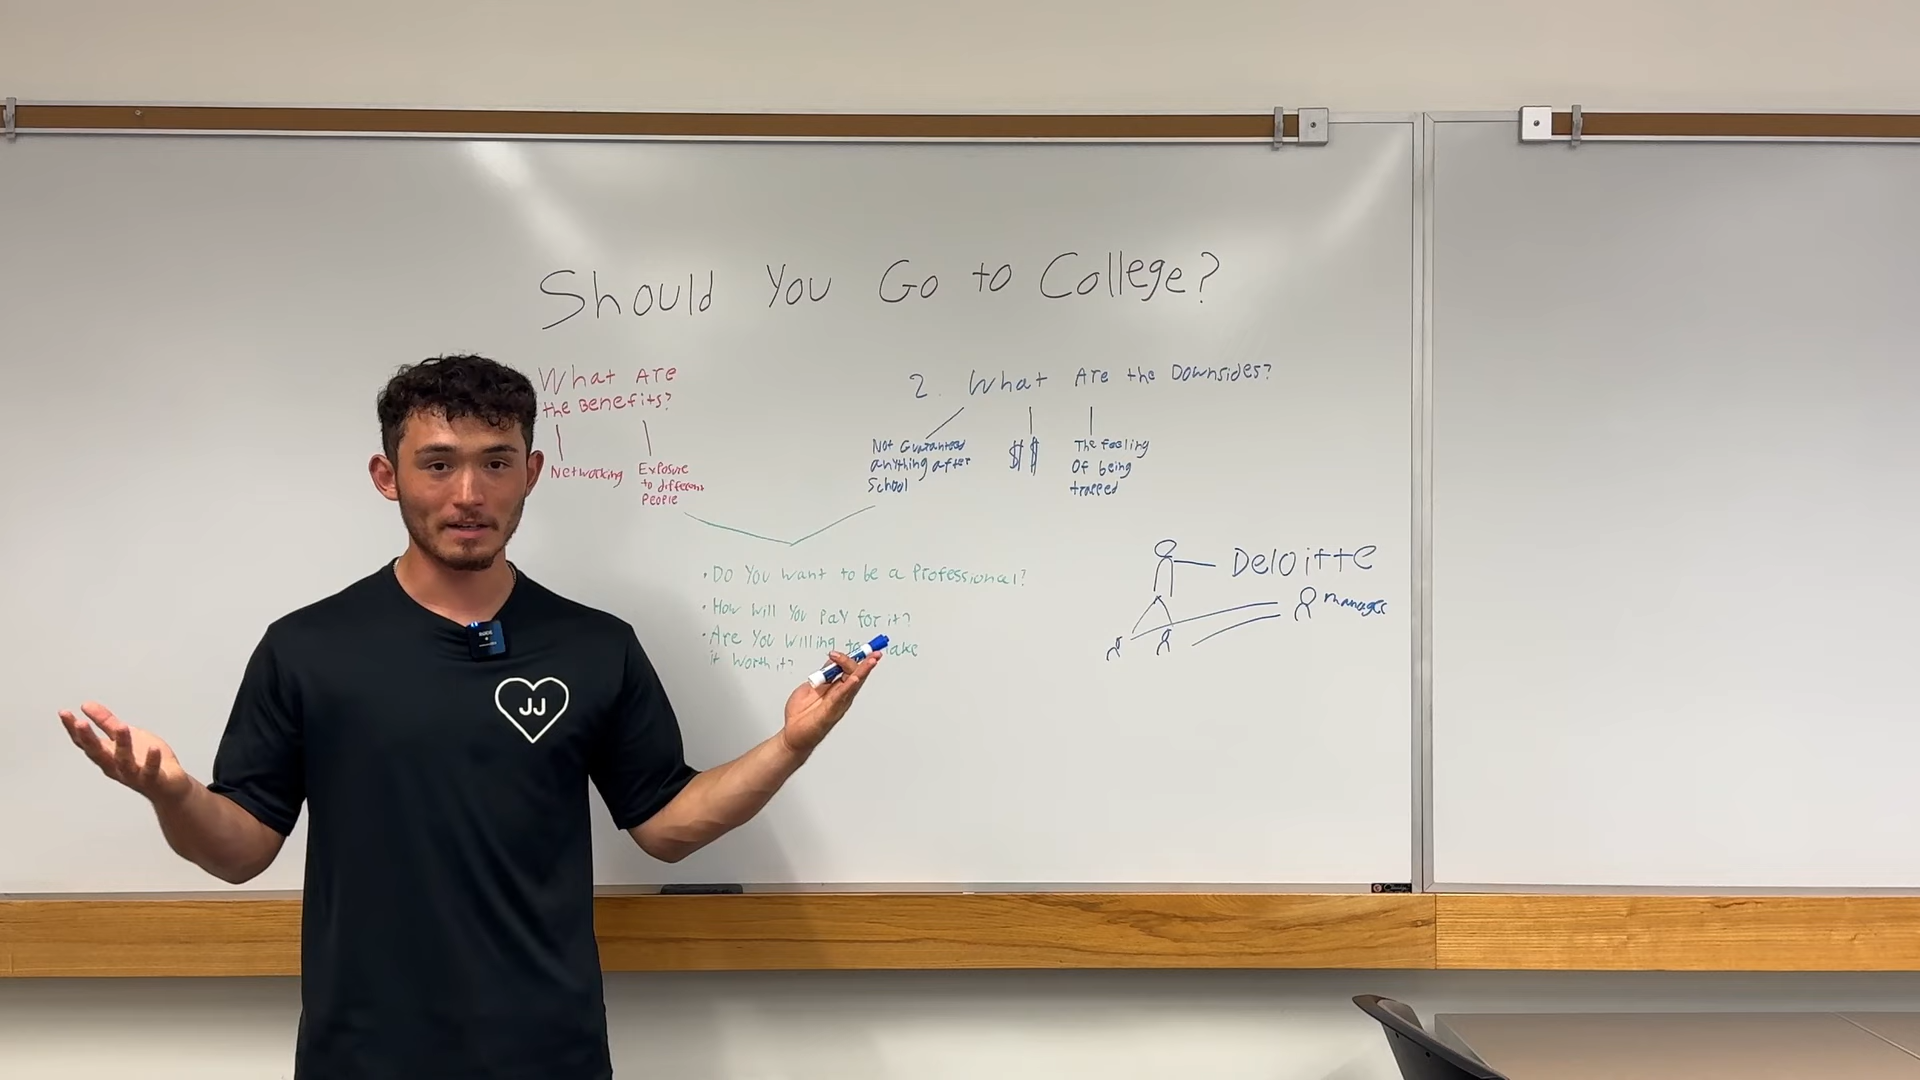 Should You Go to College?
What Are
the Benefits?
Networking
Exposure
to different
People
2. What Are the Downsides?
Not Guaranteed
anything after
School
$$
The feeling
Of being
trapped
• Do You want to be a Professional?
• How will You Pay for it?
• Are You willing to
it worth it?
Deloitte
manager
JJ